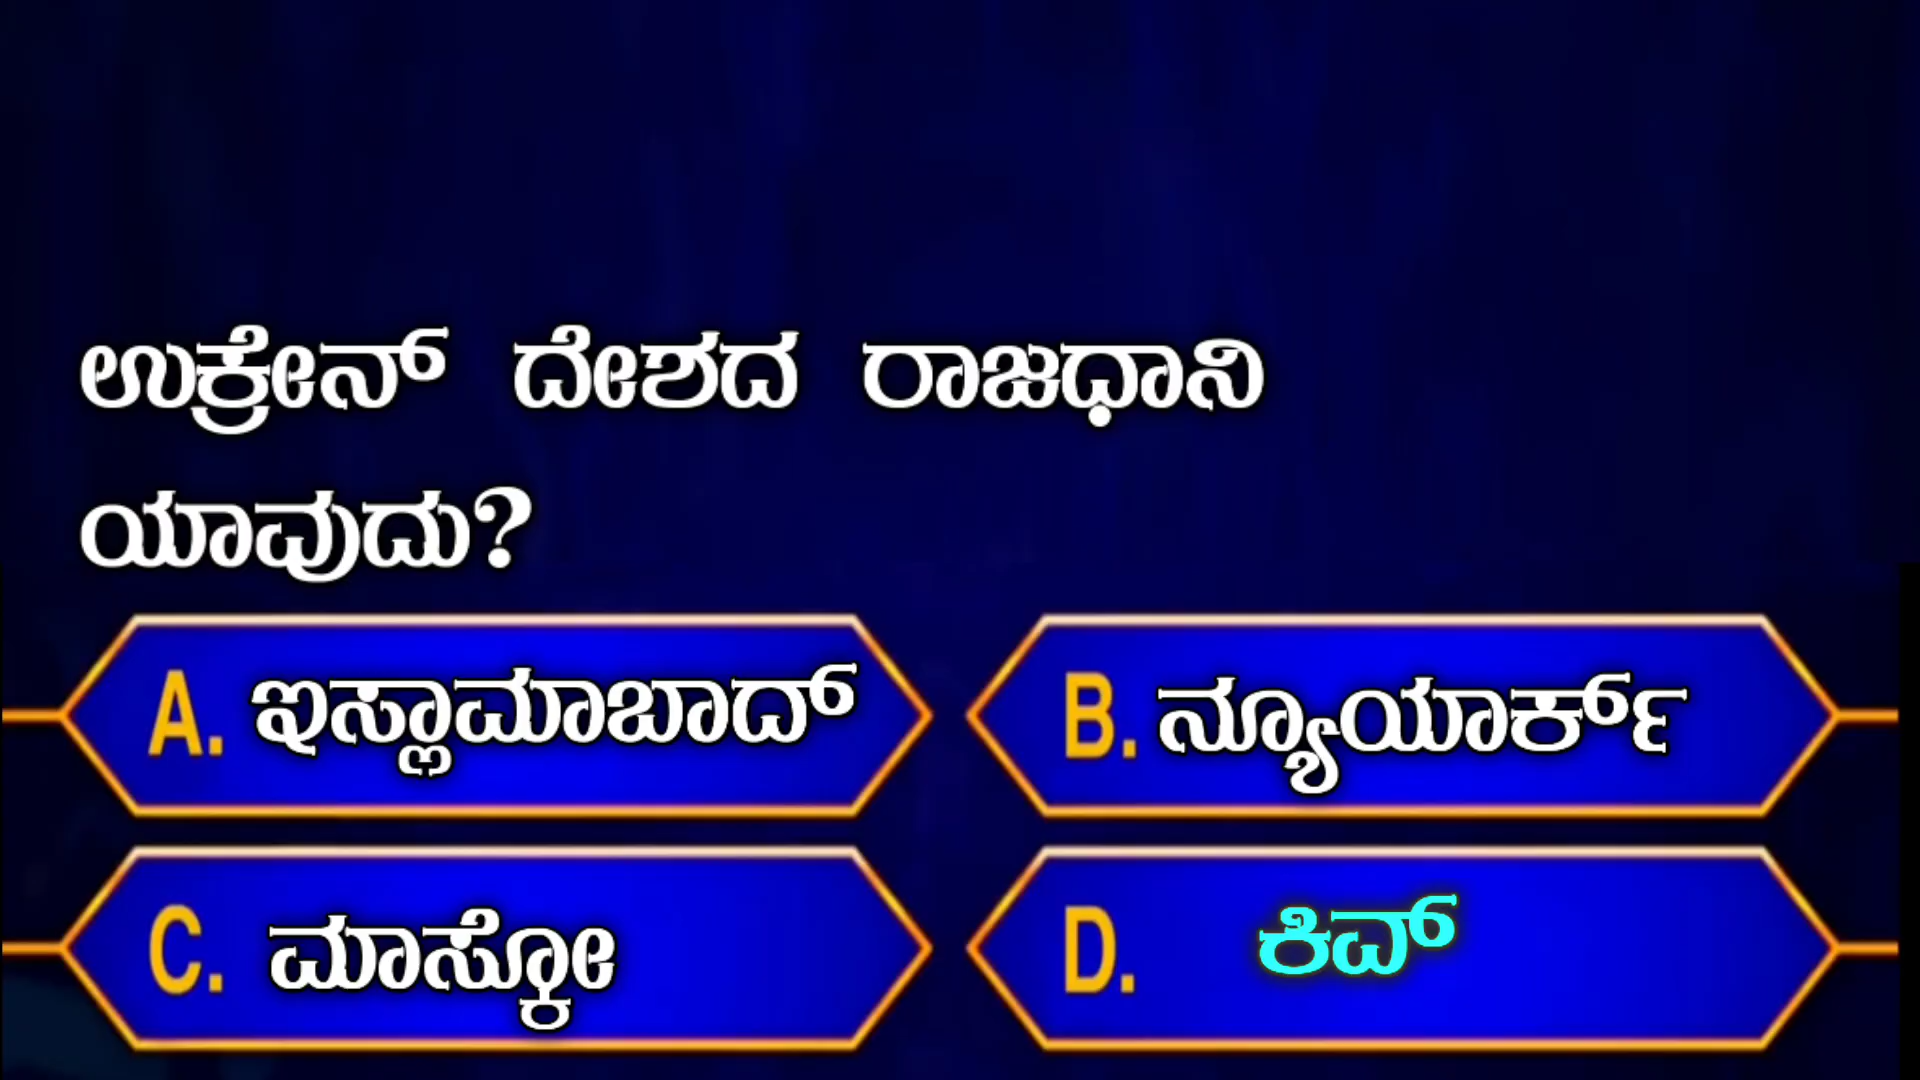 ಉಕ್ರೇನ್ ದೇಶದ ರಾಜಧಾನಿ
ಯಾವುದು?
A. ಇಸ್ಲಾಮಾಬಾದ್
B. ನ್ಯೂಯಾರ್ಕ್
C. ಮಾಸ್ಕೋ
D. ಕಿವ್